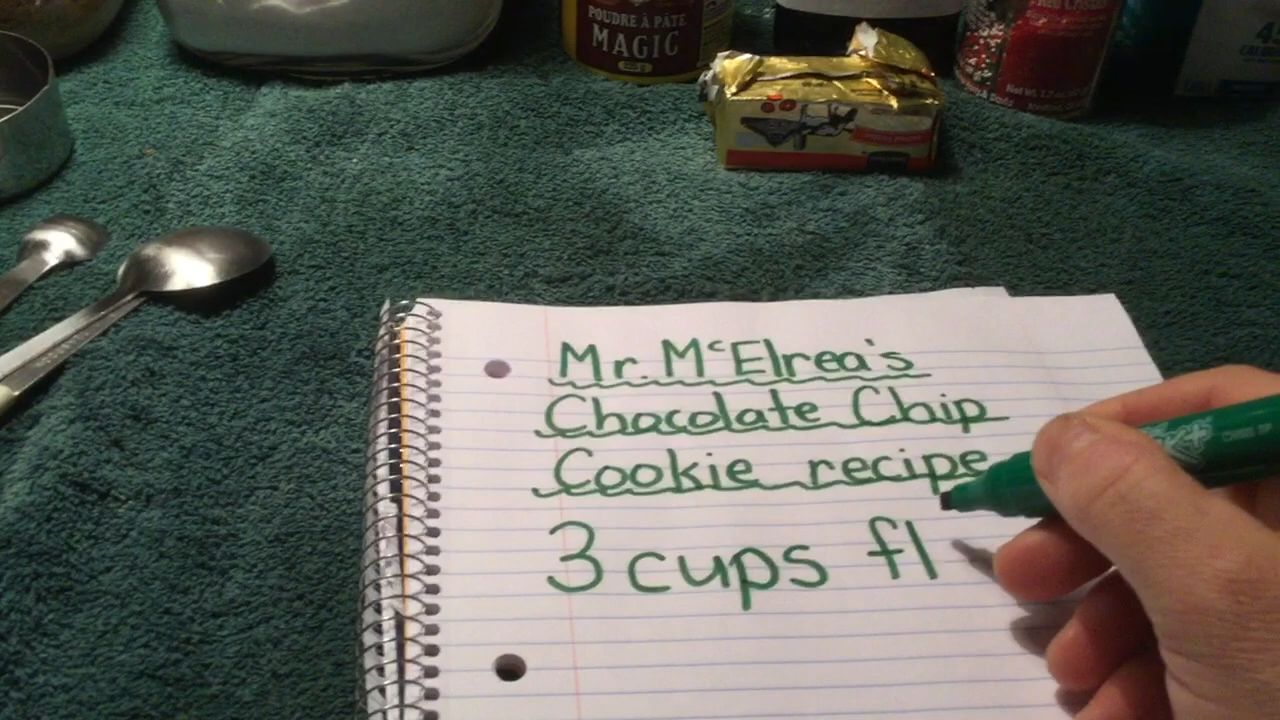 POUDRE À PÂTE
MAGIC
Mr. McElrea's
Chocolate Chip
Cookie recipe
3 cups fl